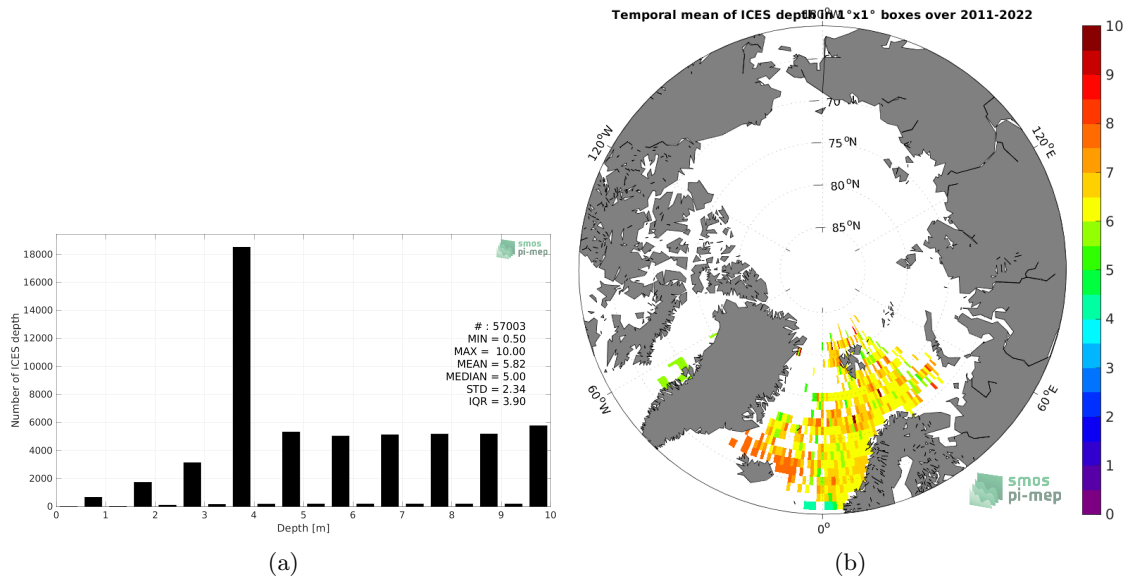 Temporal mean of ICES depth in 1°x1° boxes over 2011-2022
180°W
18000
16000
14000
12000
10000
8000
6000
4000
2000
0
Number of ICES depth
smos
pi-mep
# : 57003
MIN = 0.50
MAX = 10.00
MEAN = 5.82
MEDIAN = 5.00
STD = 2.34
IQR = 3.90
0 1 2 3 4 5 6 7 8 9 10
Depth [m]
(a)
120°W
120°E
75°N
80°N
85°N
60°W
60°E
0°
smos
pi-mep
10
9
8
7
6
5
4
3
2
1
0
(b)